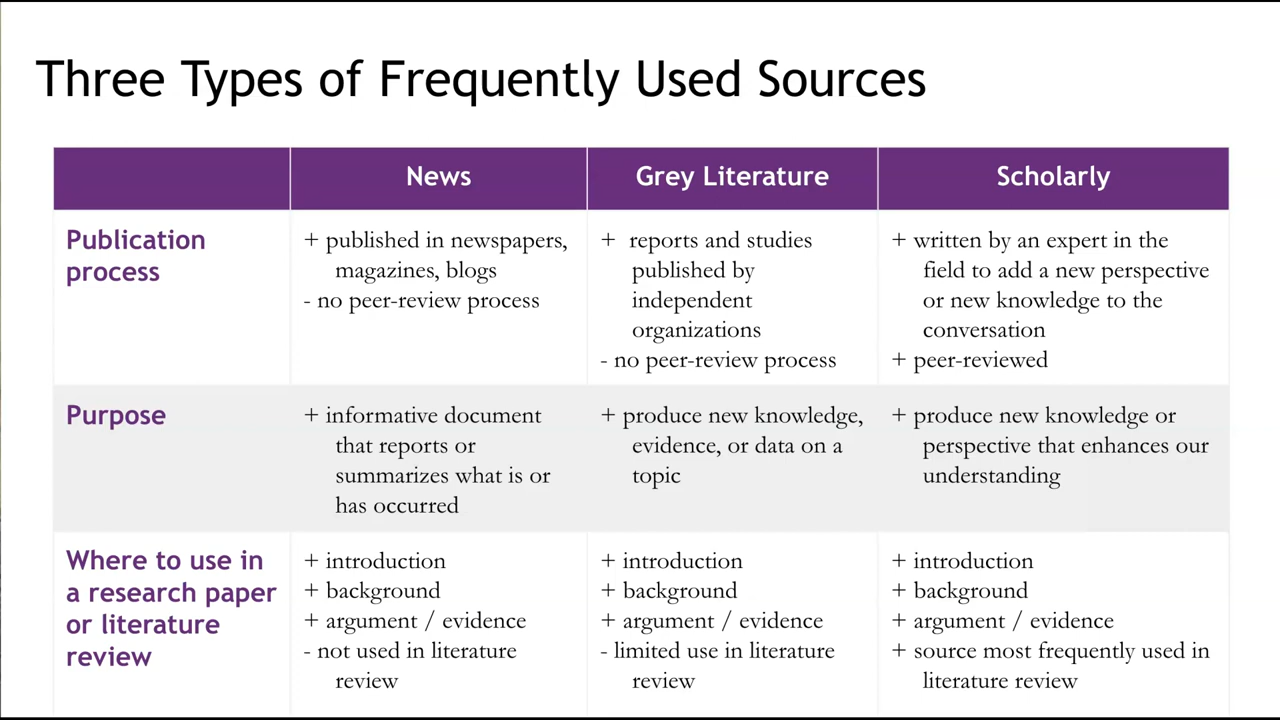 Three Types of Frequently Used Sources
News
Grey Literature
Scholarly
Publication
process
+ published in newspapers,
magazines, blogs
- no peer-review process
+ reports and studies
published by
independent
organizations
- no peer-review process
+ written by an expert in the
field to add a new perspective
or new knowledge to the
conversation
+ peer-reviewed
Purpose
+ informative document
that reports or
summarizes what is or
has occurred
+ produce new knowledge,
evidence, or data on a
topic
+ produce new knowledge or
perspective that enhances our
understanding
Where to use in
a research paper
or literature
review
+ introduction
+ background
+ argument / evidence
- not used in literature
review
+ introduction
+ background
+ argument / evidence
- limited use in literature
review
+ introduction
+ background
+ argument / evidence
+ source most frequently used in
literature review